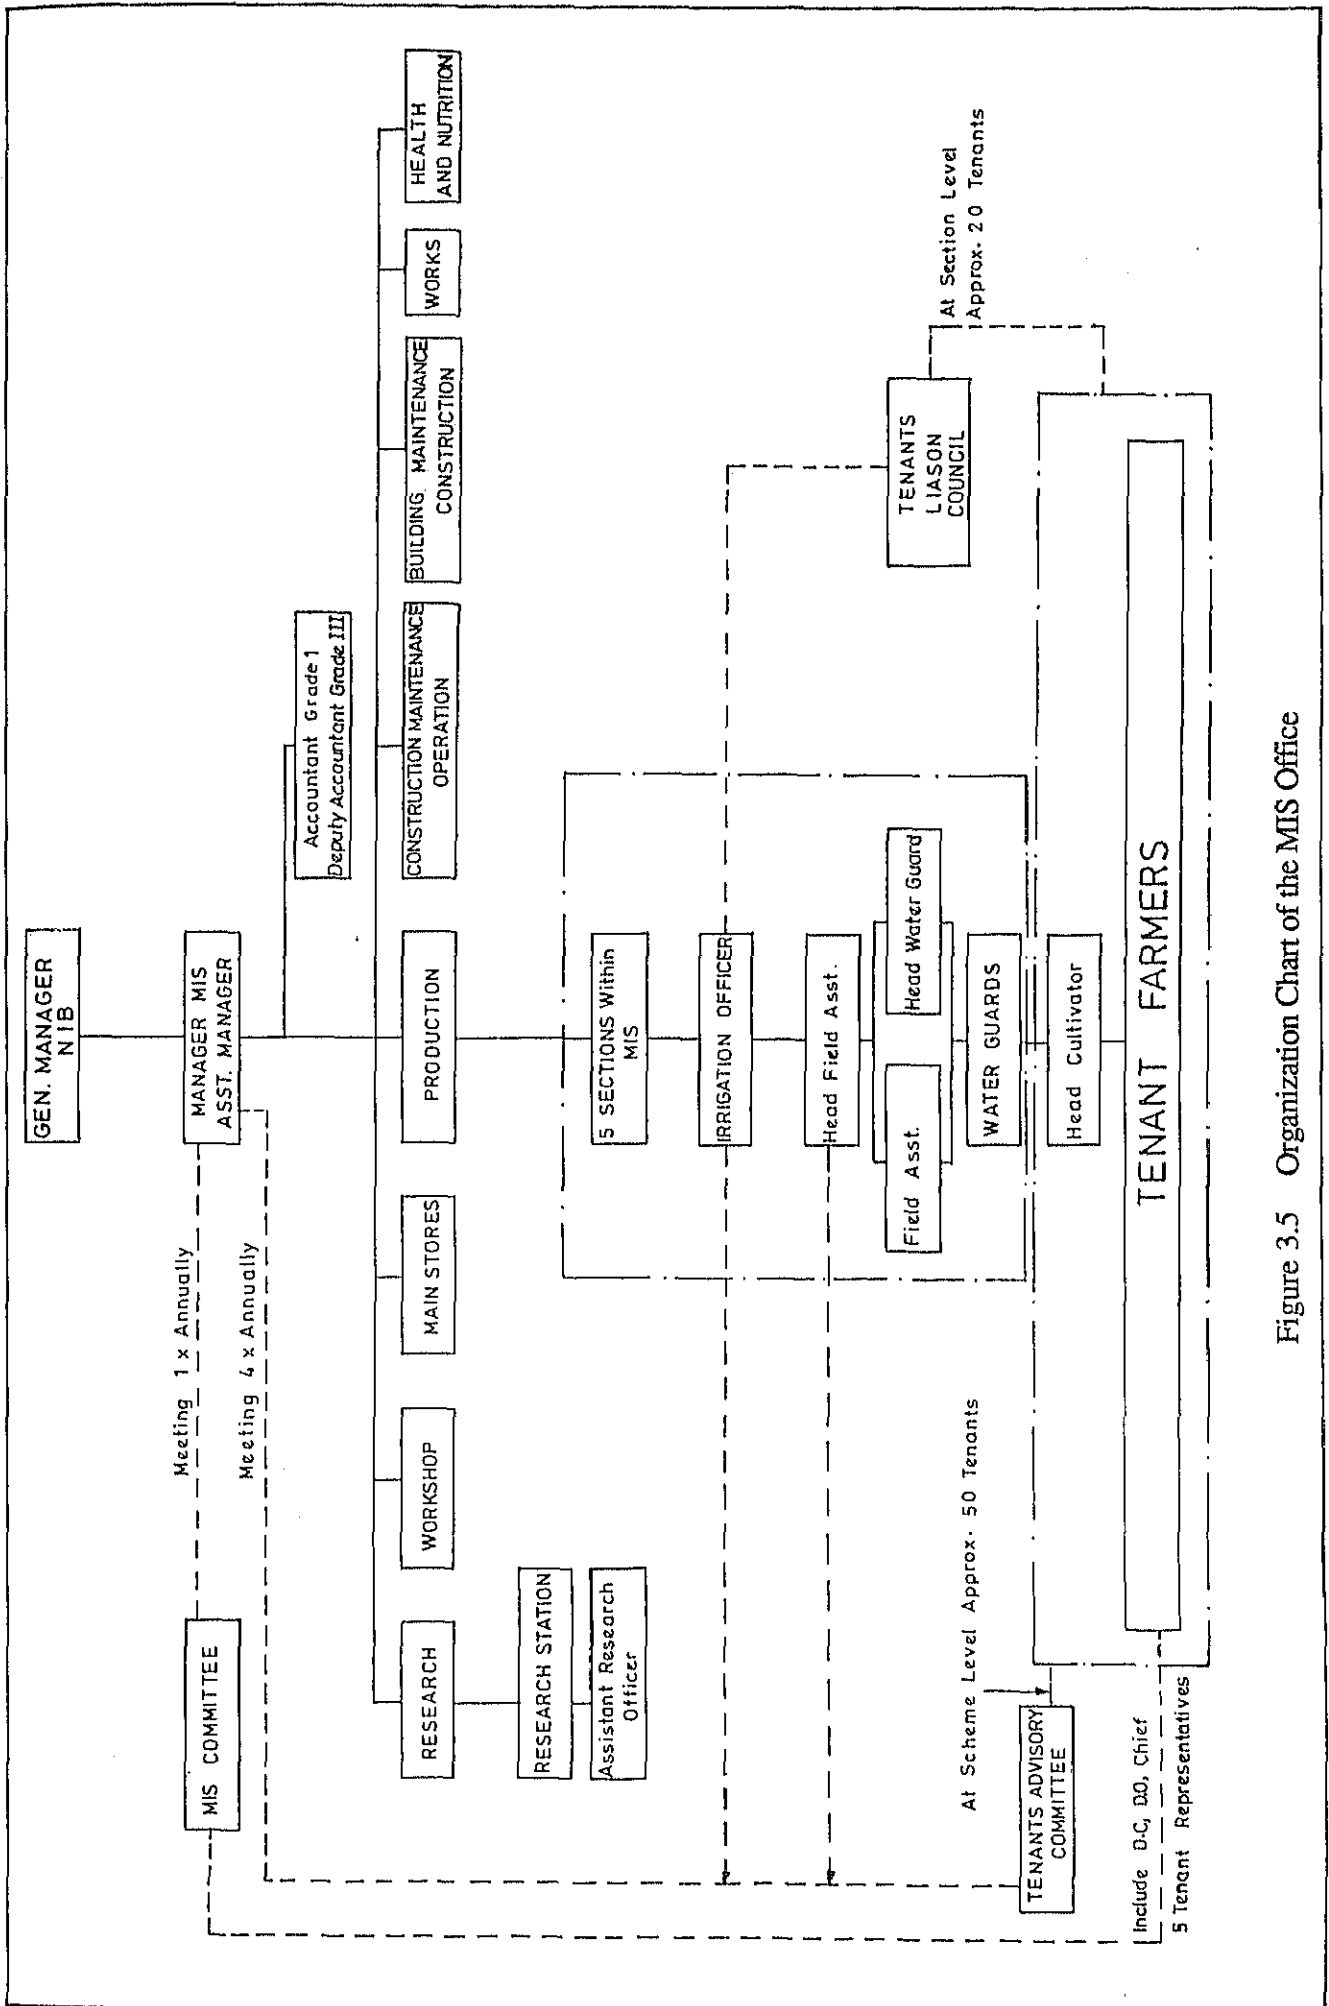 GEN. MANAGER
NIB
MANAGER MIS
ASST. MANAGER
MIS COMMITTEE
Meeting 1 x Annually
Meeting 4 x Annually
Accountant Grade 1
Deputy Accountant Grade III
RESEARCH
WORKSHOP
MAIN STORES
PRODUCTION
CONSTRUCTION MAINTENANCE
OPERATION
BUILDING MAINTENANCE
CONSTRUCTION
WORKS
HEALTH
AND NUTRITION
RESEARCH STATION
Assistant Research
Officer
5 SECTIONS Within
MIS
IRRIGATION OFFICER
Head Field Asst.
Field Asst.
Head Water Guard
WATER GUARDS
TENANTS
LIASON
COUNCIL
At Section Level
Approx. 20 Tenants
At Scheme Level Approx. 50 Tenants
TENANTS ADVISORY
COMMITTEE
Head Cultivator
TENANT FARMERS
Include D.C, D.O, Chief
5 Tenant Representatives
Figure 3.5 Organization Chart of the MIS Office